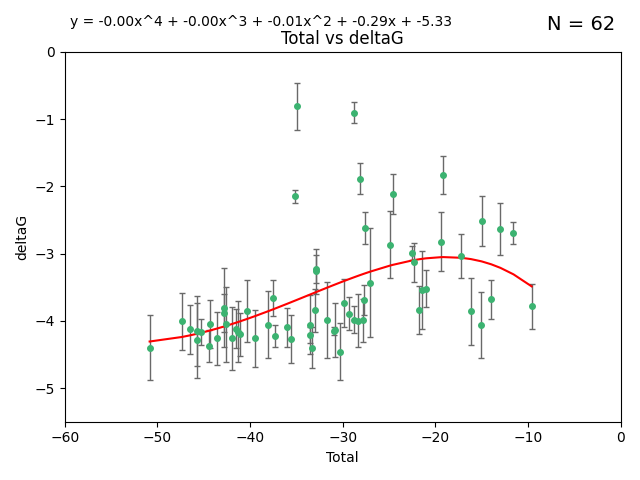 y = -0.00x^4 + -0.00x^3 + -0.01x^2 + -0.29x + -5.33
N = 62
Total vs deltaG
0
−1
−2
−3
−4
−5
deltaG
−60 −50 −40 −30 −20 −10 0
Total